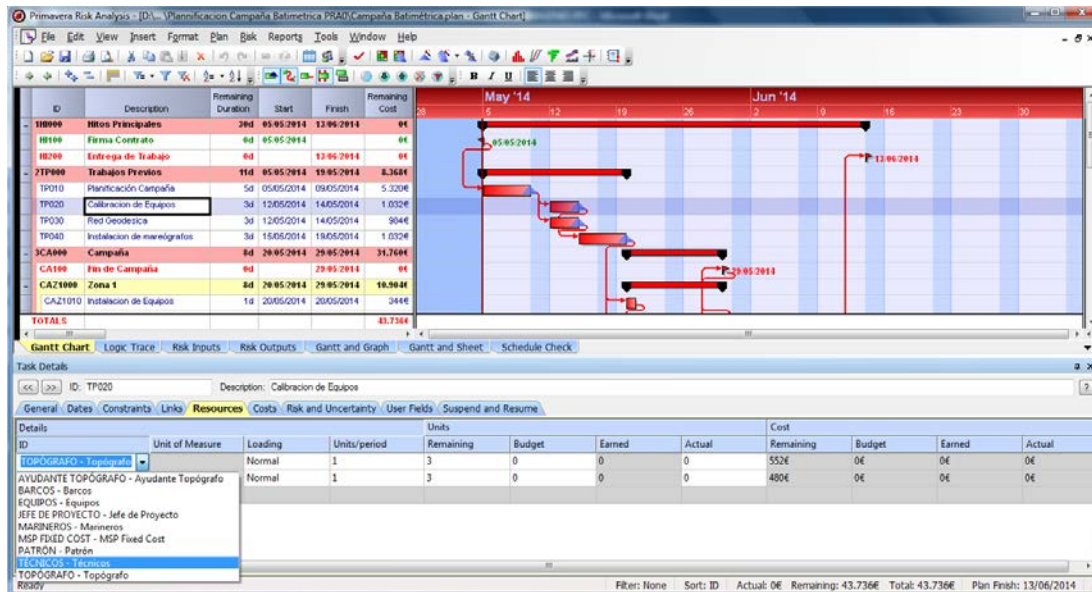 Primavera Risk Analysis - [D:\... \Plannificacion Campaña Batimetrica PRA0\Campaña Batimétrica.plan - Gantt Chart]
File Edit View Insert Format Plan Risk Reports Tools Window Help
ID Description Remaining Duration Start Finish Remaining Cost
May '14 Jun '14
28 5 12 19 26 2 9 16 23 30
1HI000 Hitos Principales 30d 05/05/2014 13/06/2014 0€
HI100 Firma Contrato 0d 05/05/2014 0€ 05/05/2014
HI200 Entrega de Trabajo 0d 13/06/2014 0€ 13/06/2014
2TP000 Trabajos Previos 11d 05/05/2014 19/05/2014 8.368€
TP010 Planificación Campaña 5d 05/05/2014 09/05/2014 5.320€
TP020 Calibracion de Equipos 3d 12/05/2014 14/05/2014 1.032€
TP030 Red Geodesica 3d 12/05/2014 14/05/2014 984€
TP040 Instalacion de mareógrafos 3d 15/05/2014 19/05/2014 1.032€
3CA000 Campaña 8d 20/05/2014 29/05/2014 31.760€
CA100 Fin de Campaña 0d 29/05/2014 0€ 29/05/2014
CAZ1000 Zona 1 8d 20/05/2014 29/05/2014 10.904€
CAZ1010 Instalacion de Equipos 1d 20/05/2014 20/05/2014 344€
TOTALS 43.736€
Gantt Chart Logic Trace Risk Inputs Risk Outputs Gantt and Graph Gantt and Sheet Schedule Check
Task Details
<< >> ID: TP020 Description: Calibracion de Equipos ?
General Dates Constraints Links Resources Costs Risk and Uncertainty User Fields Suspend and Resume
Details Units Cost
ID Unit of Measure Loading Units/period Remaining Budget Earned Actual Remaining Budget Earned Actual
TOPÓGRAFO - Topógrafo Normal 1 3 0 0 0 552€ 0€ 0€ 0€
AYUDANTE TOPÓGRAFO - Ayudante Topógrafo Normal 1 3 0 0 0 480€ 0€ 0€ 0€
BARCOS - Barcos
EQUIPOS - Equipos
JEFE DE PROYECTO - Jefe de Proyecto
MARINEROS - Marineros
MSP FIXED COST - MSP Fixed Cost
PATRÓN - Patrón
TÉCNICOS - Técnicos
TOPÓGRAFO - Topógrafo
Ready Filter: None Sort: ID Actual: 0€ Remaining: 43.736€ Total: 43.736€ Plan Finish: 13/06/2014